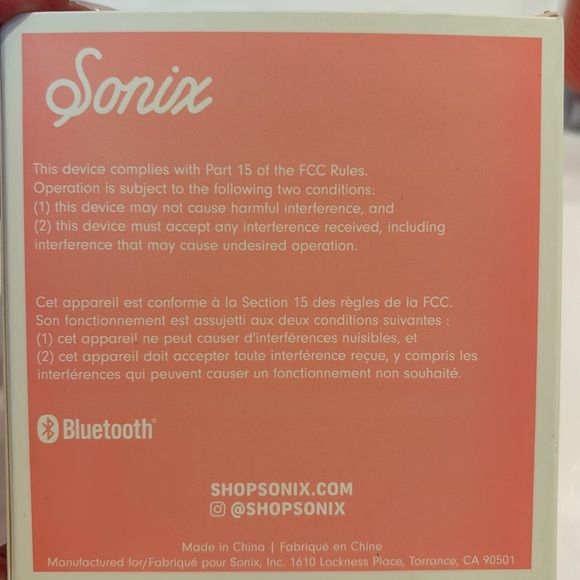 Sonix
This device complies with Part 15 of the FCC Rules.
Operation is subject to the following two conditions:
(1) this device may not cause harmful interference, and
(2) this device must accept any interference received, including
interference that may cause undesired operation.
Cet appareil est conforme à la Section 15 des règles de la FCC.
Son fonctionnement est assujetti aux deux conditions suivantes :
(1) cet appareil ne peut causer d'interférences nuisibles, et
(2) cet appareil doit accepter toute interférence reçue, y compris les
interférences qui peuvent causer un fonctionnement non souhaité.
Bluetooth®
SHOPSONIX.COM
@SHOPSONIX
Made in China | Fabriqué en Chine
Manufactured for/Fabriqué pour Sonix, Inc. 1610 Lockness Place, Torrance, CA 90501